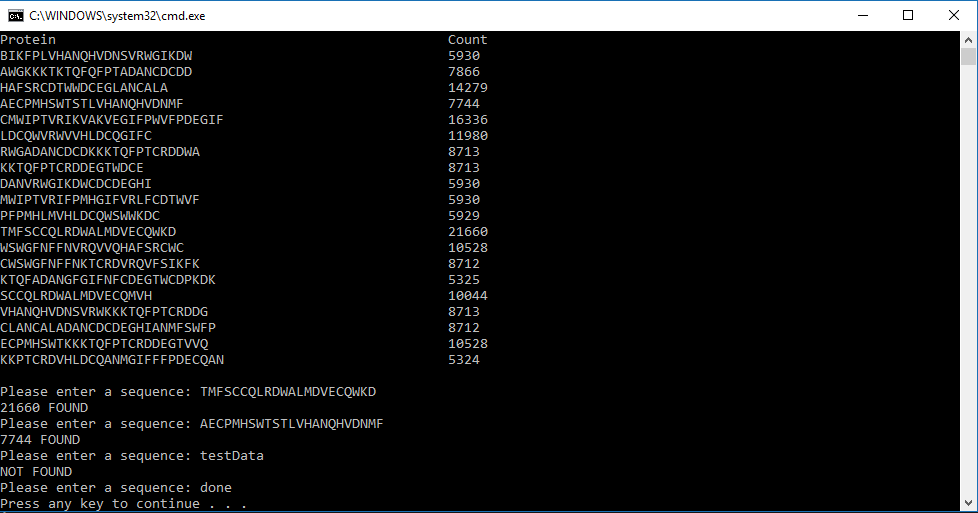 C:\WINDOWS\system32\cmd.exe
Protein Count
BIKFPLVHANQHVDNSVRWGIKDW 5930
AWGKKKTKTQFQFPTADANCDCDD 7866
HAFSRCDTWWDCEGLANCALA 14279
AECPMHSWTSTLVHANQHVDNMF 7744
CMWIPTVRIKVAKVEGIFPWVFPDEGIF 16336
LDCQWVRWVVHLDCQGIFC 11980
RWGADANCDCDKKKTQFPTCRDDWA 8713
KKTQFPTCRDDEGTWDCE 8713
DANVRWGIKDWCDCDEGHI 5930
MWIPTVRIFPMHGIFVRLFCDTWVF 5930
PFPMHLMVHLDCQWSWWKDC 5929
TMFSCCQLRDWALMDVECQWKD 21660
WSWGFNFFNVRQVVQHAFSRCWC 10528
CWSWGFNFFNKTCRDVRQVFSIKFK 8712
KTQFADANGFGIFNFCDEGTWCDPKDK 5325
SCCQLRDWALMDVECQMVH 10044
VHANQHVDNSVRWKKKTQFPTCRDDG 8713
CLANCALADANCDCDEGHIANMFSWFP 8712
ECPMHSWTKKKTQFPTCRDDEGTVVQ 10528
KKPTCRDVHLDCQANMGIFFFPDECQAN 5324
Please enter a sequence: TMFSCCQLRDWALMDVECQWKD
21660 FOUND
Please enter a sequence: AECPMHSWTSTLVHANQHVDNMF
7744 FOUND
Please enter a sequence: testData
NOT FOUND
Please enter a sequence: done
Press any key to continue . . .